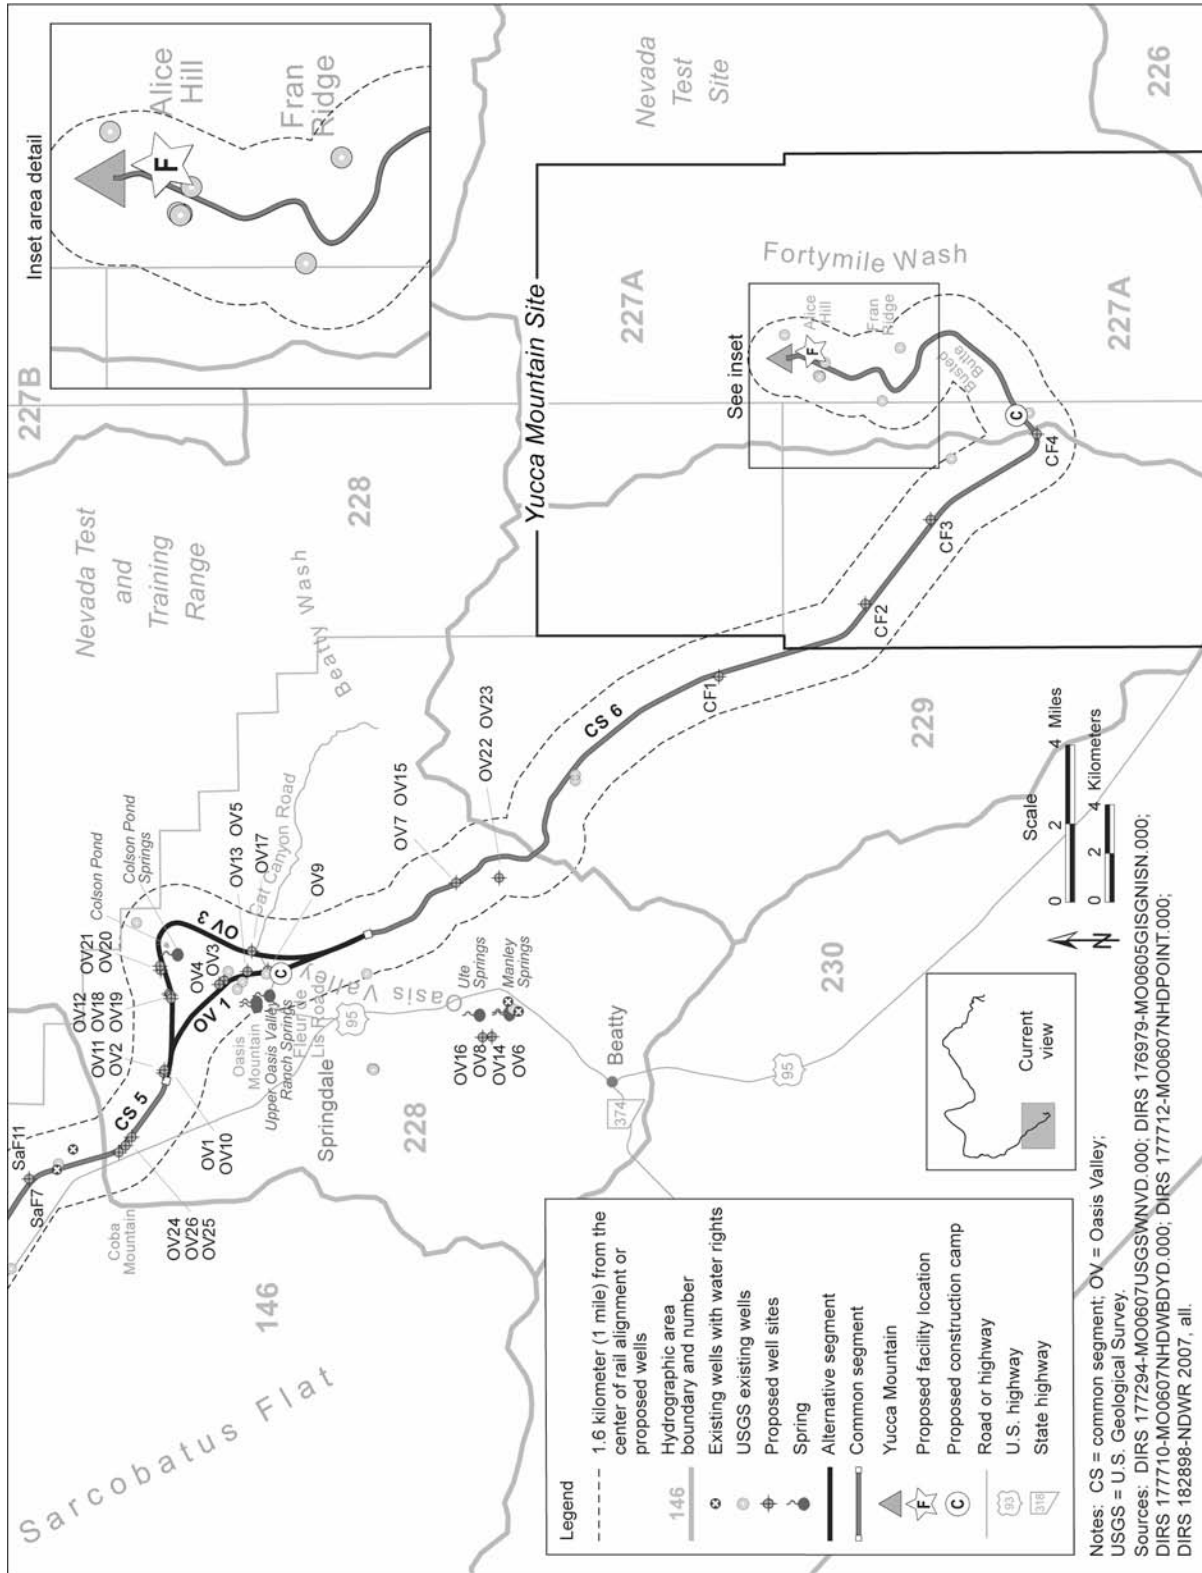 Inset area detail
Alice
Hill
Fran
Ridge
F
Nevada
Test
Site
226
227B
Nevada Test
and
Training
Range
228
Beatty Wash
Yucca Mountain Site
227A
Fortymile Wash
See inset
Alice
Hill
Fran
Ridge
F
Busted
Butte
C
227A
CF4
CF3
CF2
CF1
CS 6
229
Colson Pond
Colson Pond
Springs
OV21
OV20
OV12
OV18
OV19
OV11
OV2
OV 3
OV4
OV3
OV13 OV5
OV17
Oat Canyon Road
OV9
OV7 OV15
OV22 OV23
OV 1
C
Oasis Valley
Oasis
Mountain
Upper Oasis Valley
Ranch Springs
Fleur de
Lis Road
95
Springdale
228
Ute
Springs
Manley
Springs
OV16
OV8
OV14
OV6
Beatty
374
95
230
SaF11
SaF7
CS 5
OV1
OV10
OV24
OV26
OV25
Coba
Mountain
146
Sarcobatus Flat
Scale
0 2 4 Miles
0 2 4 Kilometers
N
Current
view
Legend
1.6 kilometer (1 mile) from the
center of rail alignment or
proposed wells
146
Hydrographic area
boundary and number
Existing wells with water rights
USGS existing wells
Proposed well sites
Spring
Alternative segment
Common segment
Yucca Mountain
F Proposed facility location
C Proposed construction camp
Road or highway
93 U.S. highway
318 State highway
Notes: CS = common segment; OV = Oasis Valley;
USGS = U.S. Geological Survey.
Sources: DIRS 177294-MO0607USGSWNVD.000; DIRS 176979-MO0605GISGNISN.000;
DIRS 177710-MO0607NHDWBDYD.000; DIRS 177712-MO0607NHDPOINT.000;
DIRS 182898-NDWR 2007, all.